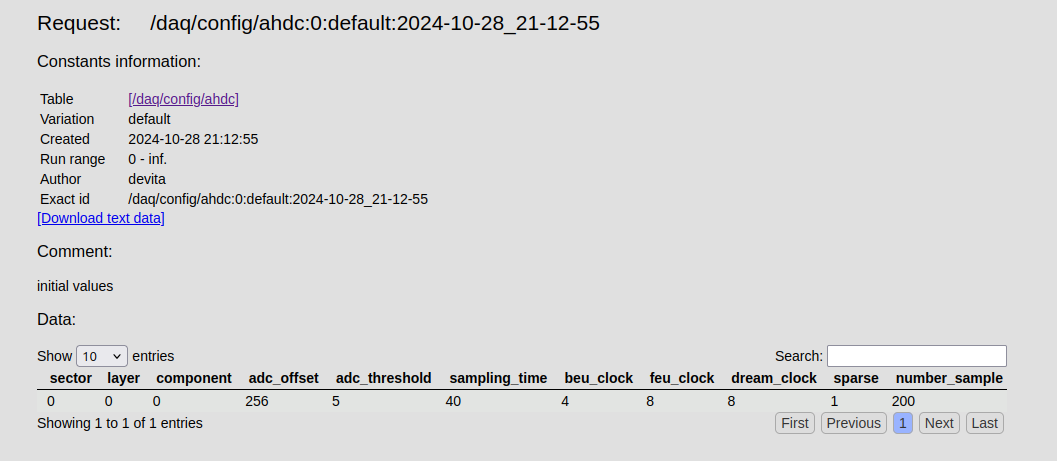 Request: /daq/config/ahdc:0:default:2024-10-28_21-12-55
Constants information:
Table [/daq/config/ahdc]
Variation default
Created 2024-10-28 21:12:55
Run range 0 - inf.
Author devita
Exact id /daq/config/ahdc:0:default:2024-10-28_21-12-55
[Download text data]
Comment:
initial values
Data:
Show 10 entries Search:
sector layer component adc_offset adc_threshold sampling_time beu_clock feu_clock dream_clock sparse number_sample
0 0 0 256 5 40 4 8 8 1 200
Showing 1 to 1 of 1 entries First Previous 1 Next Last